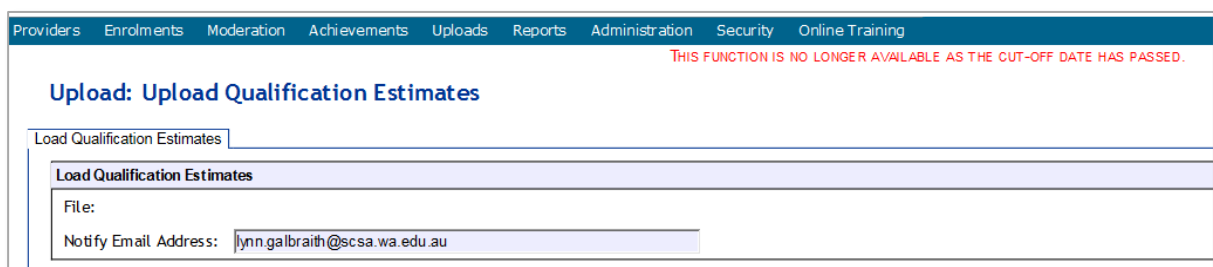 Providers Enrolments Moderation Achievements Uploads Reports Administration Security Online Training
THIS FUNCTION IS NO LONGER AVAILABLE AS THE CUT-OFF DATE HAS PASSED.
Upload: Upload Qualification Estimates
Load Qualification Estimates
Load Qualification Estimates
File:
Notify Email Address: lynn.galbraith@scsa.wa.edu.au